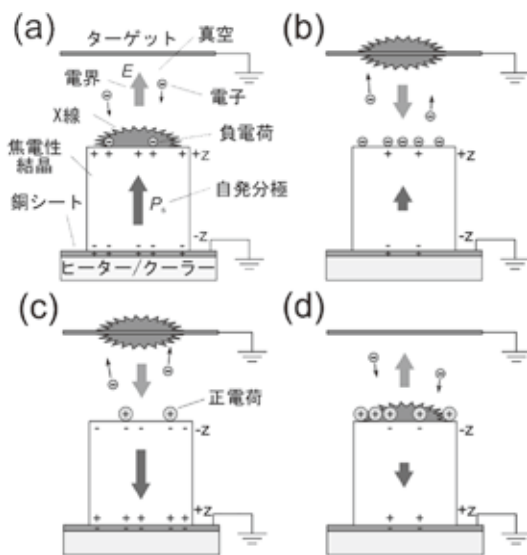 (a)
ターゲット
真空
電界
E
電子
X線
負電荷
焦電性
結晶
+z
Ps
自発分極
銅シート
-z
ヒーター/クーラー
(b)
+z
-z
(c)
正電荷
-z
+z
(d)
-z
+z